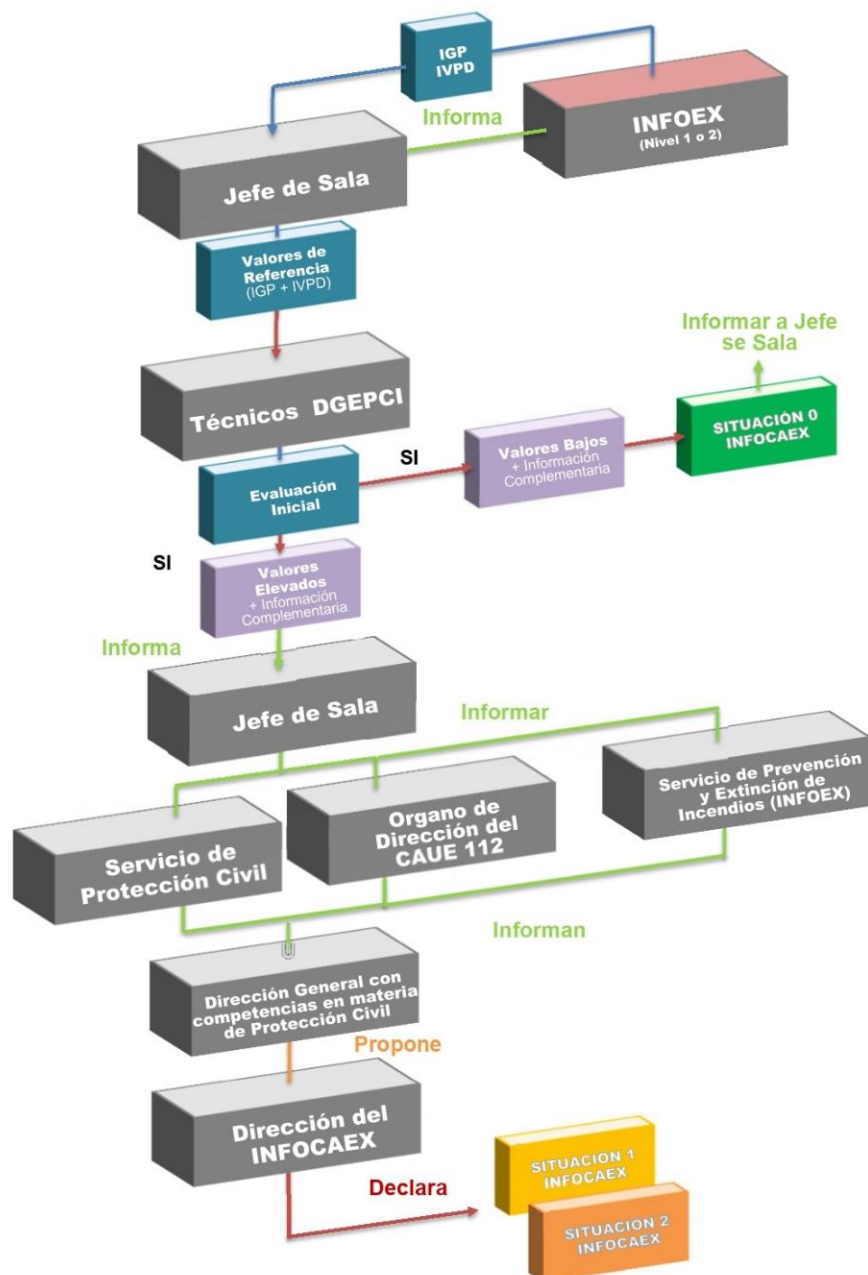 IGP
IVPD
Informa
INFOEX
(Nivel 1 o 2)
Jefe de Sala
Valores de
Referencia
(IGP + IVPD)
Informar a Jefe
se Sala
Técnicos DGEPCI
SI
Valores Bajos
+ Información
Complementaria
SITUACIÓN 0
INFOCAEX
Evaluación
Inicial
SI
Valores
Elevados
+ Información
Complementaria
Informa
Jefe de Sala
Informar
Servicio de
Protección Civil
Organo de
Dirección del
CAUE 112
Servicio de Prevención
y Extinción de
Incendios (INFOEX)
Informan
Dirección General con
competencias en materia
de Protección Civil
Propone
Dirección del
INFOCAEX
Declara
SITUACIÓN 1
INFOCAEX
SITUACIÓN 2
INFOCAEX